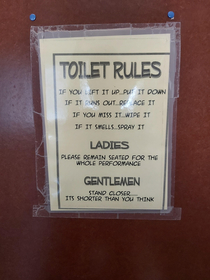 TOILET RULES
IF YOU LIFT IT UP..PUT IT DOWN
IF IT RUNS OUT..REPLACE IT
IF YOU MISS IT..WIPE IT
IF IT SMELLS..SPRAY IT
LADIES
PLEASE REMAIN SEATED FOR THE
WHOLE PERFORMANCE
GENTLEMEN
STAND CLOSER....
ITS SHORTER THAN YOU THINK